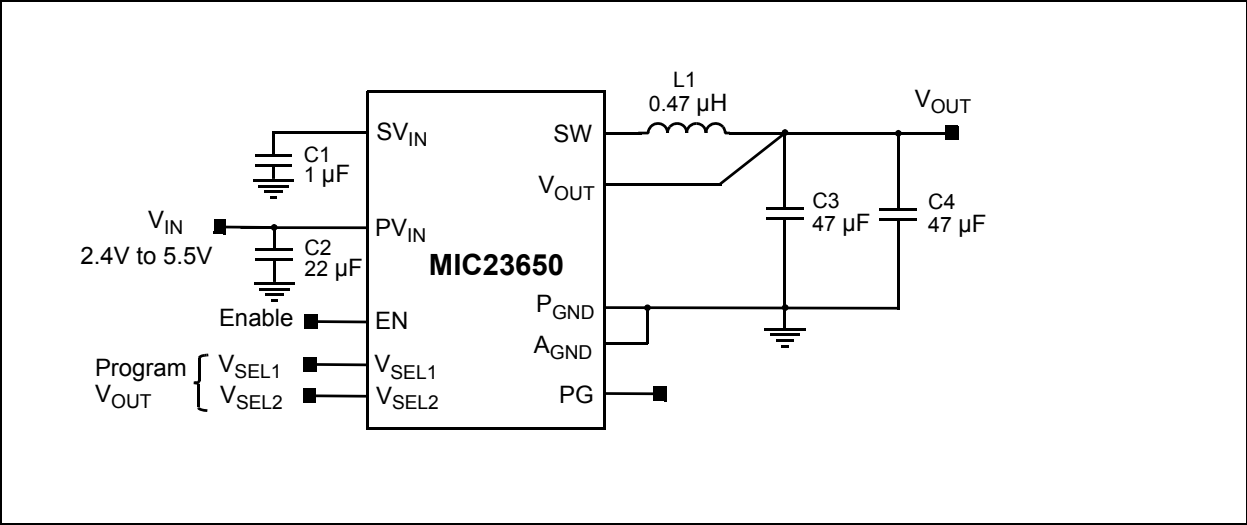 L1
0.47 µH
VOUT
SVIN
SW
C1
1 µF
VOUT
VIN
2.4V to 5.5V
PVIN
C2
22 µF
C3
47 µF
C4
47 µF
MIC23650
PGND
Enable
EN
AGND
Program
VOUT
VSEL1
VSEL2
VSEL1
VSEL2
PG